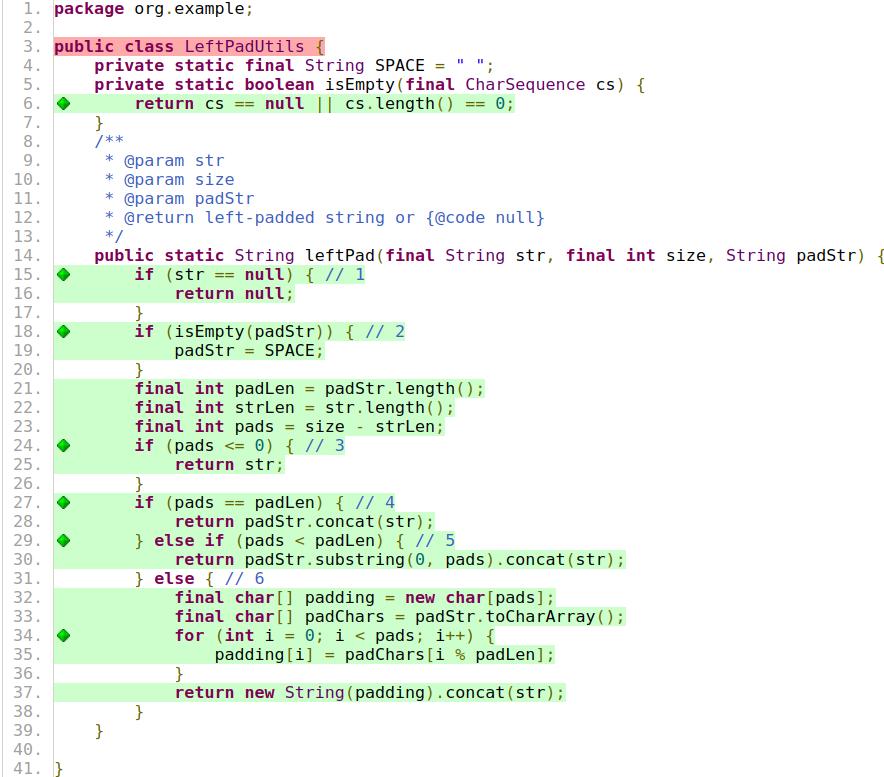 1. package org.example;
2.
3. public class LeftPadUtils {
4.     private static final String SPACE = " ";
5.     private static boolean isEmpty(final CharSequence cs) {
6.         return cs == null || cs.length() == 0;
7.     }
8.     /**
9.      * @param str
10.      * @param size
11.      * @param padStr
12.      * @return left-padded string or {@code null}
13.      */
14.     public static String leftPad(final String str, final int size, String padStr) {
15.         if (str == null) { // 1
16.             return null;
17.         }
18.         if (isEmpty(padStr)) { // 2
19.             padStr = SPACE;
20.         }
21.         final int padLen = padStr.length();
22.         final int strLen = str.length();
23.         final int pads = size - strLen;
24.         if (pads <= 0) { // 3
25.             return str;
26.         }
27.         if (pads == padLen) { // 4
28.             return padStr.concat(str);
29.         } else if (pads < padLen) { // 5
30.             return padStr.substring(0, pads).concat(str);
31.         } else { // 6
32.             final char[] padding = new char[pads];
33.             final char[] padChars = padStr.toCharArray();
34.             for (int i = 0; i < pads; i++) {
35.                 padding[i] = padChars[i % padLen];
36.             }
37.             return new String(padding).concat(str);
38.         }
39.     }
40.
41. }